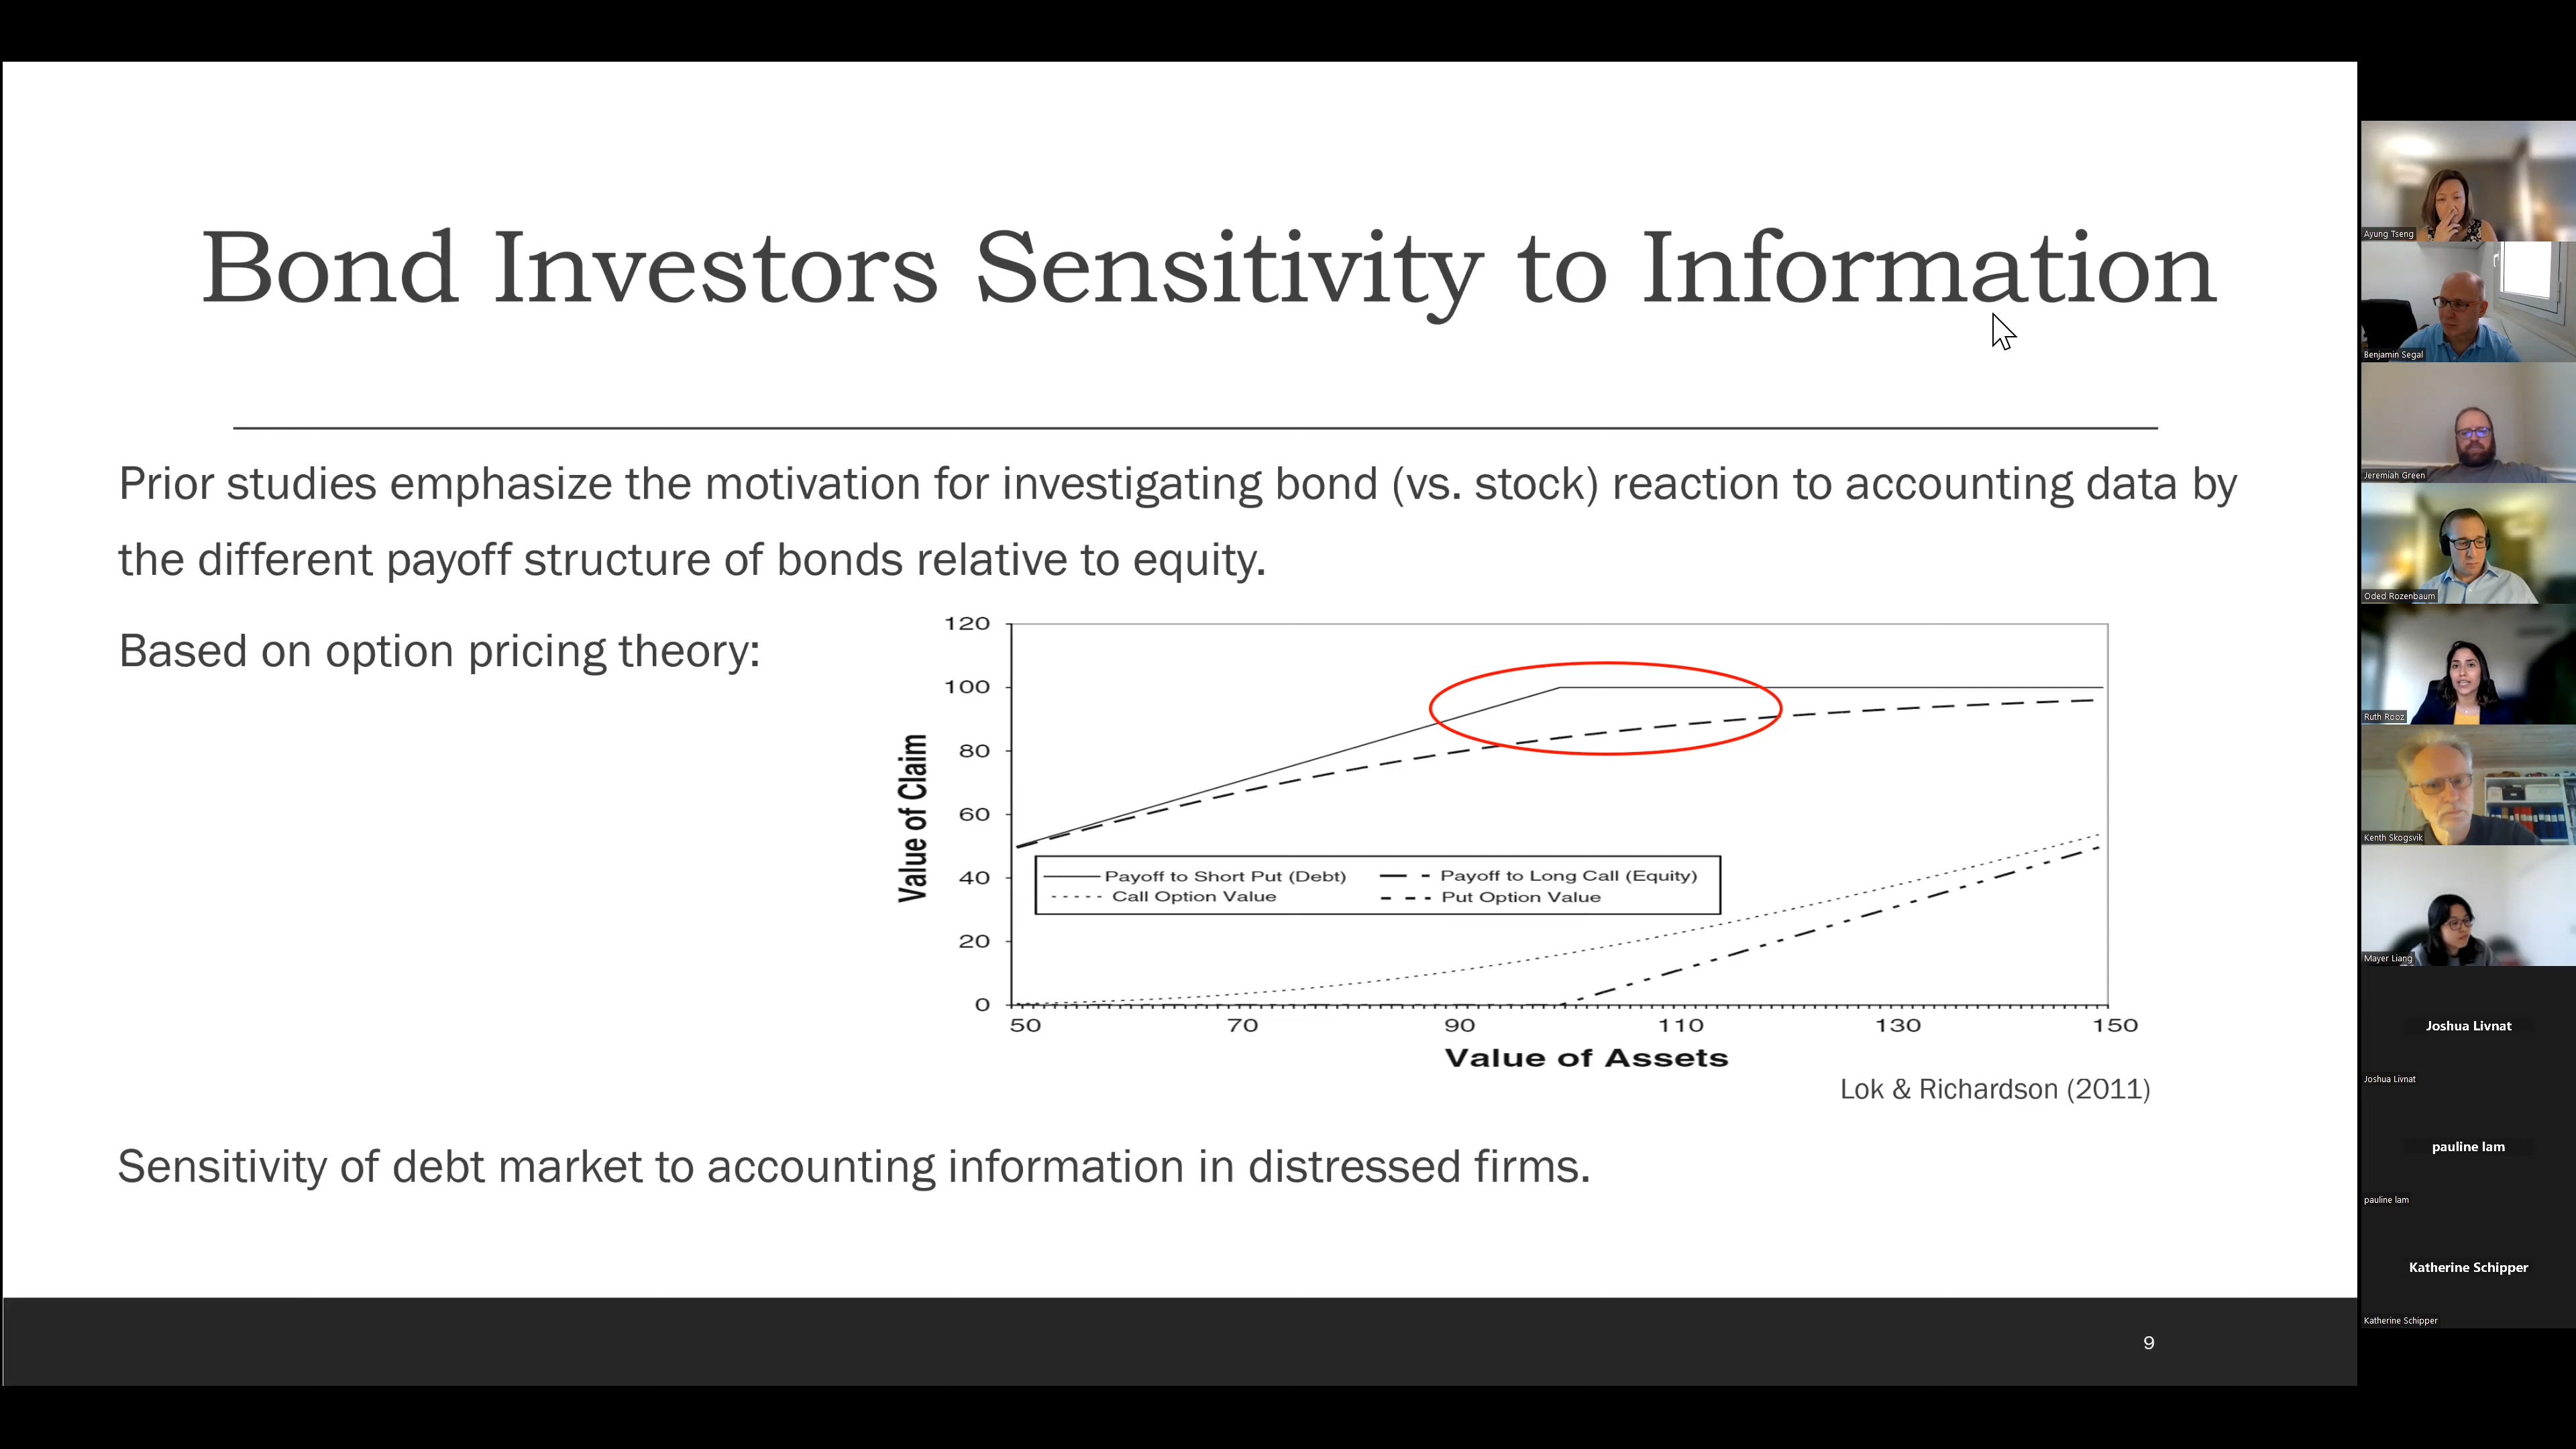 Bond Investors Sensitivity to Information
Prior studies emphasize the motivation for investigating bond (vs. stock) reaction to accounting data by
the different payoff structure of bonds relative to equity.
Based on option pricing theory:
120
100
80
60
40
20
0
Value of Claim
Payoff to Short Put (Debt)
Payoff to Long Call (Equity)
Call Option Value
Put Option Value
50 70 90 110 130 150
Value of Assets
Lok & Richardson (2011)
Sensitivity of debt market to accounting information in distressed firms.
9
Ayung Tseng
Benjamin Segal
Jeremiah Green
Oded Rozenbaum
Ruth Rooz
Kenth Skogsvik
Mayer Liang
Joshua Livnat
Joshua Livnat
pauline lam
pauline lam
Katherine Schipper
Katherine Schipper